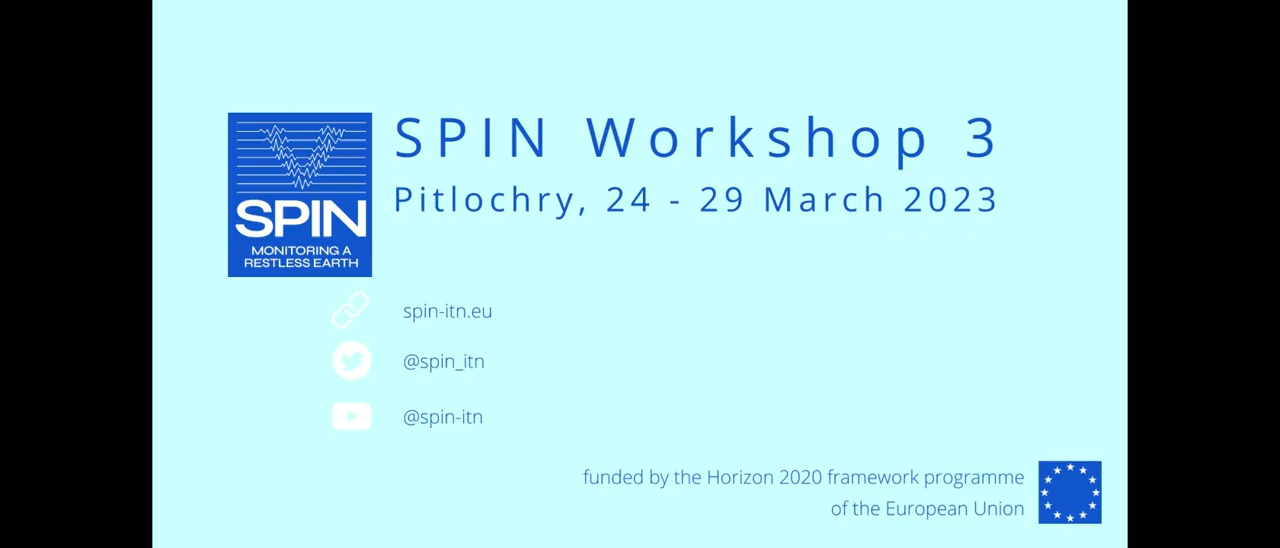 SPIN Workshop 3
Pitlochry, 24 - 29 March 2023
SPIN
MONITORING A
RESTLESS EARTH
spin-itn.eu
@spin_itn
@spin-itn
funded by the Horizon 2020 framework programme
of the European Union